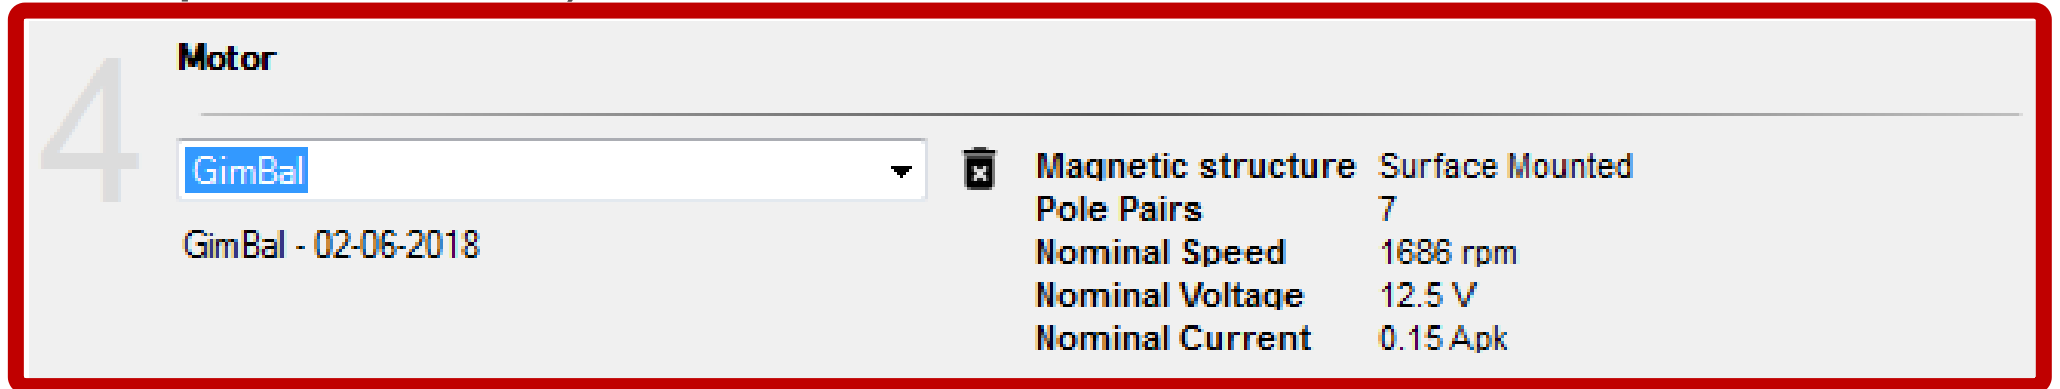 4
Motor
GimBal
GimBal - 02-06-2018
Magnetic structure Surface Mounted
Pole Pairs 7
Nominal Speed 1686 rpm
Nominal Voltage 12.5 V
Nominal Current 0.15 Apk